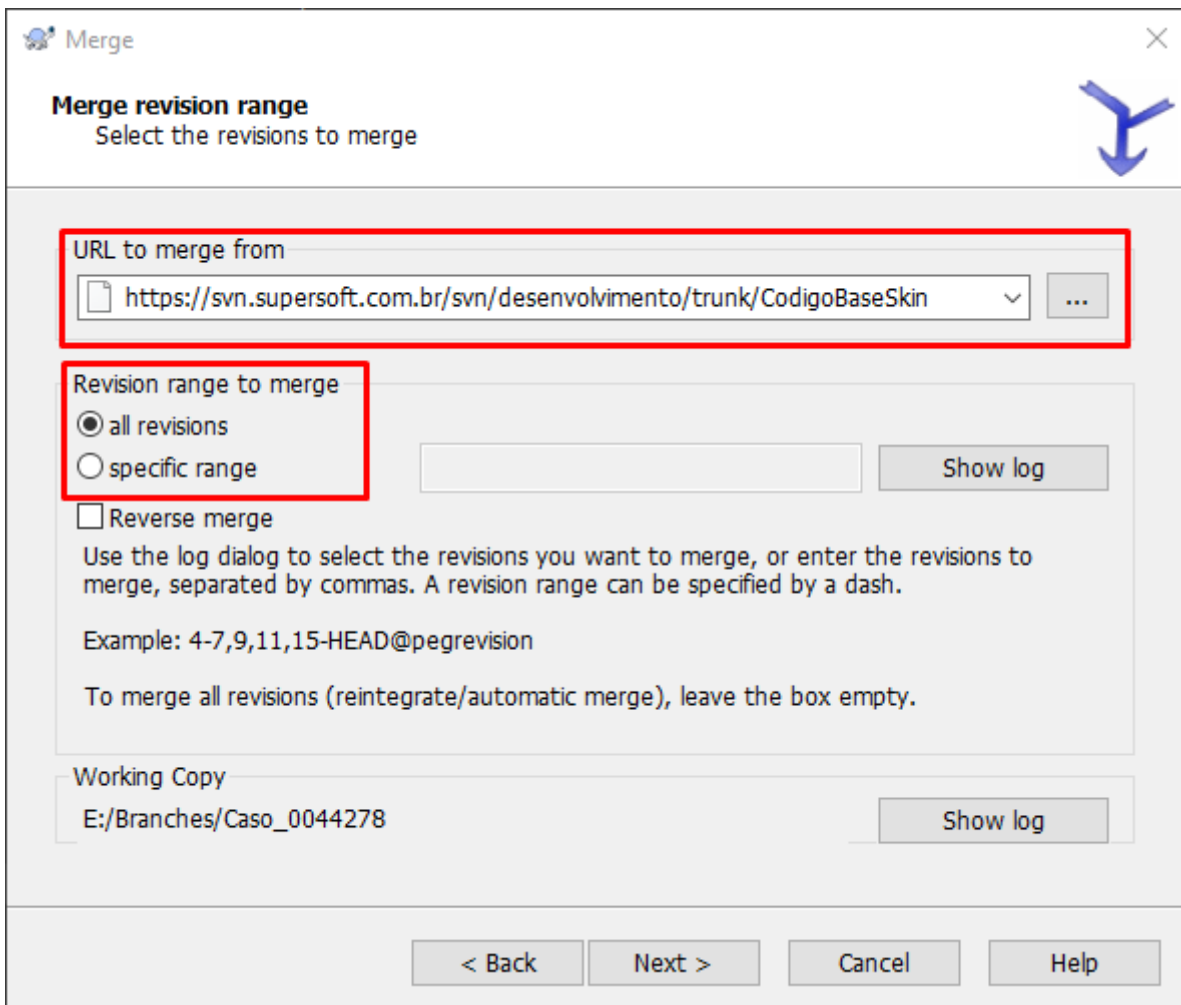 Merge
Merge revision range
Select the revisions to merge
URL to merge from
https://svn.supersoft.com.br/svn/desenvolvimento/trunk/CodigoBaseSkin
...
Revision range to merge
all revisions
specific range
Show log
Reverse merge
Use the log dialog to select the revisions you want to merge, or enter the revisions to
merge, separated by commas. A revision range can be specified by a dash.
Example: 4-7,9,11,15-HEAD@pegrevision
To merge all revisions (reintegrate/automatic merge), leave the box empty.
Working Copy
E:/Branches/Caso_0044278
Show log
< Back
Next >
Cancel
Help